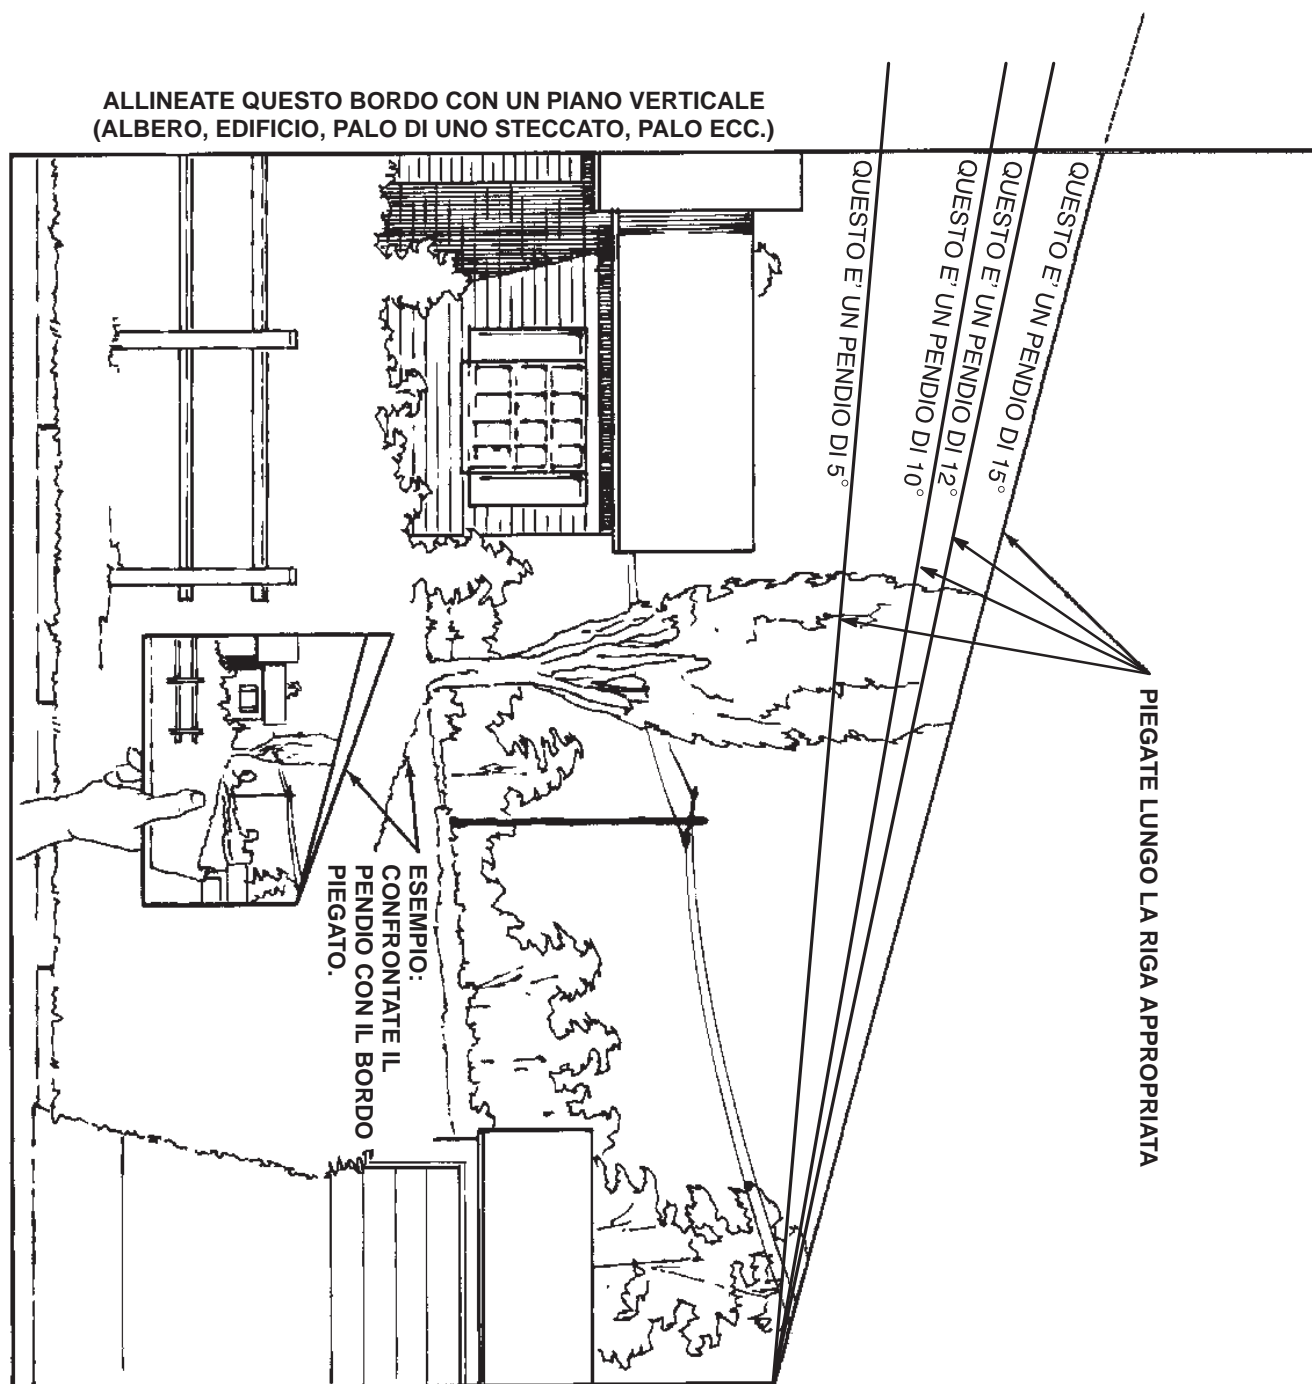 ALLINEATE QUESTO BORDO CON UN PIANO VERTICALE
(ALBERO, EDIFICIO, PALO DI UNO STECCATO, PALO ECC.)
QUESTO E' UN PENDIO DI 15°
QUESTO E' UN PENDIO DI 12°
QUESTO E' UN PENDIO DI 10°
QUESTO E' UN PENDIO DI 5°
PIEGATE LUNGO LA RIGA APPROPRIATA
ESEMPIO:
CONFRONTATE IL
PENDIO CON IL BORDO
PIEGATO.